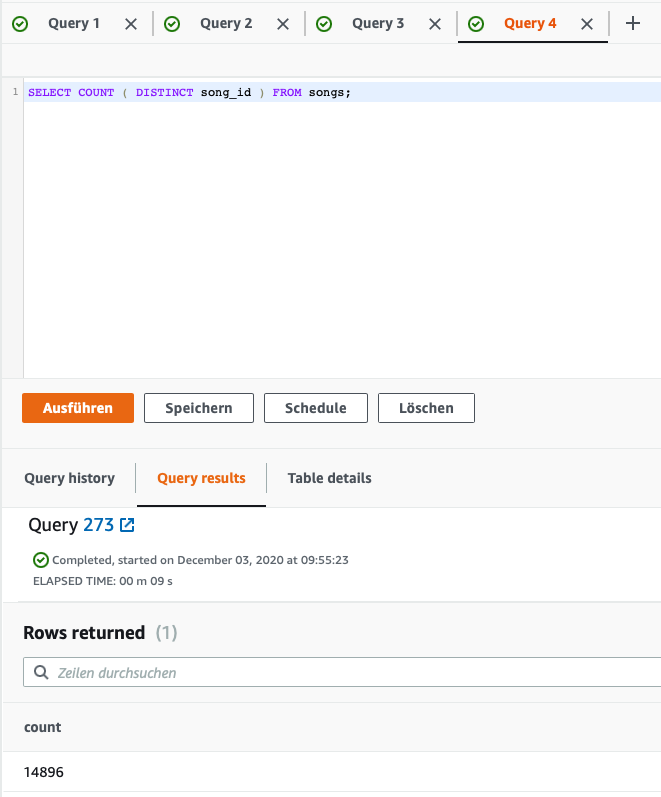 Query 1 Query 2 Query 3 Query 4
1 SELECT COUNT ( DISTINCT song_id ) FROM songs;
Ausführen Speichern Schedule Löschen
Query history Query results Table details
Query 273
Completed, started on December 03, 2020 at 09:55:23
ELAPSED TIME: 00 m 09 s
Rows returned (1)
Zeilen durchsuchen
count
14896